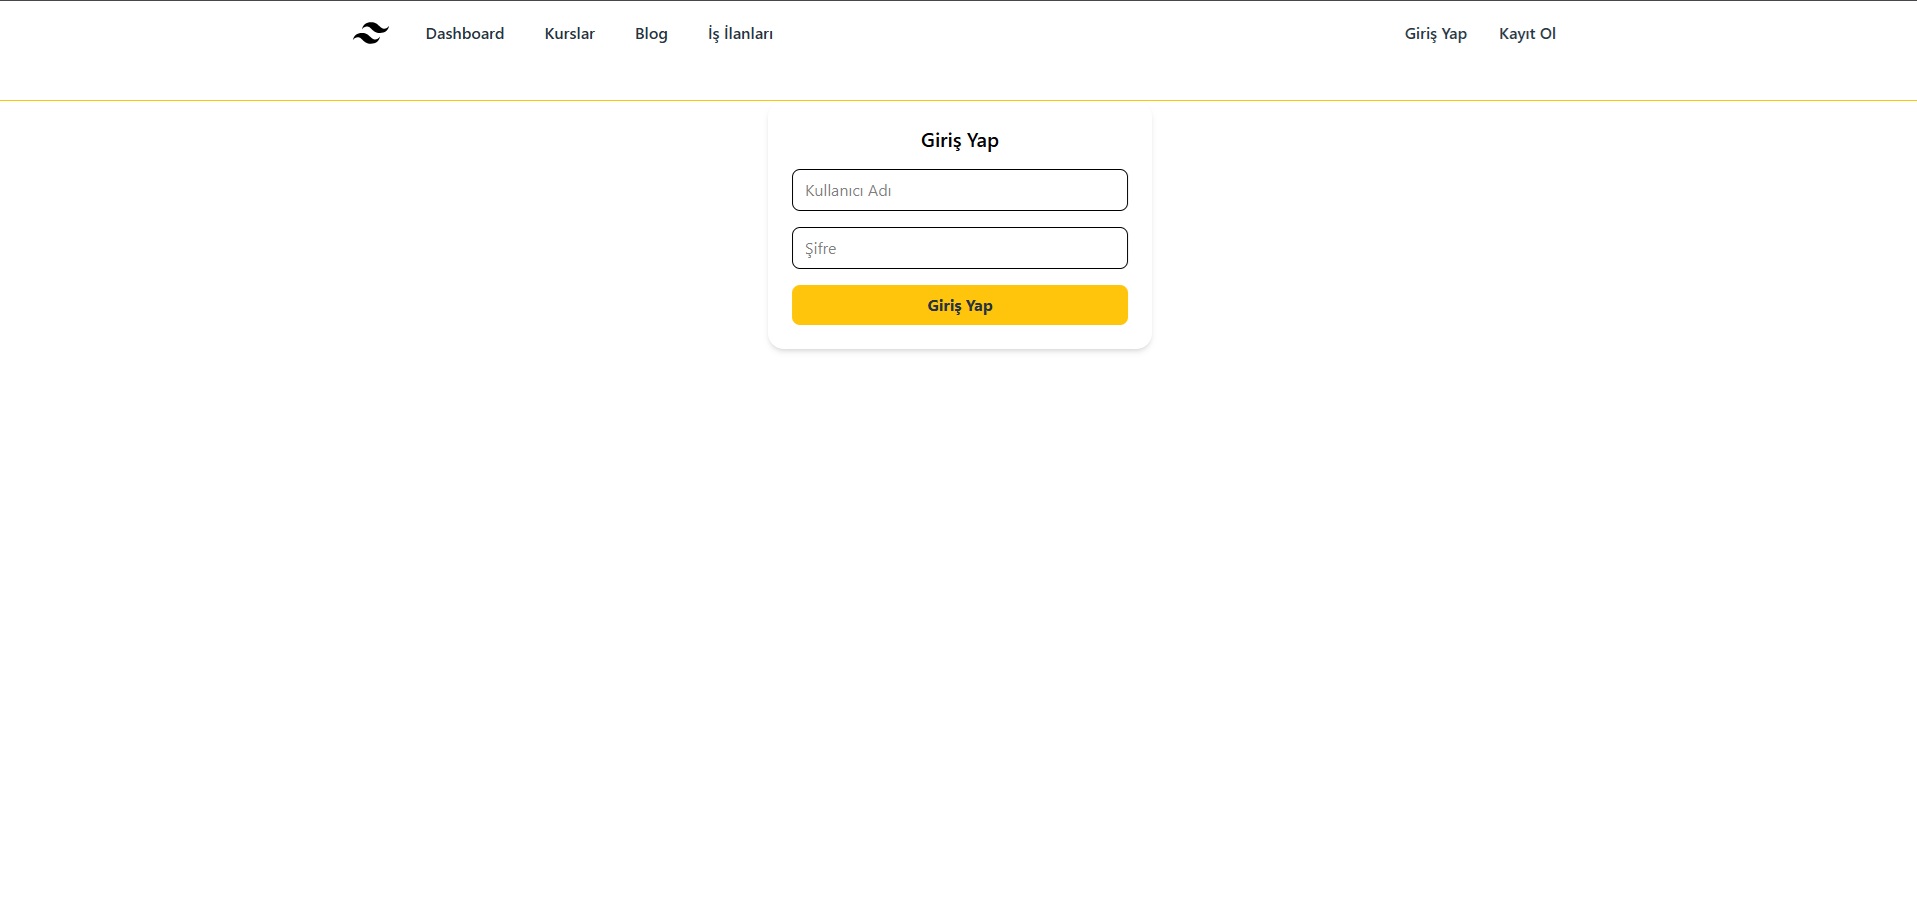 Dashboard Kurslar Blog İş İlanları Giriş Yap Kayıt Ol
Giriş Yap
Kullanıcı Adı
Şifre
Giriş Yap